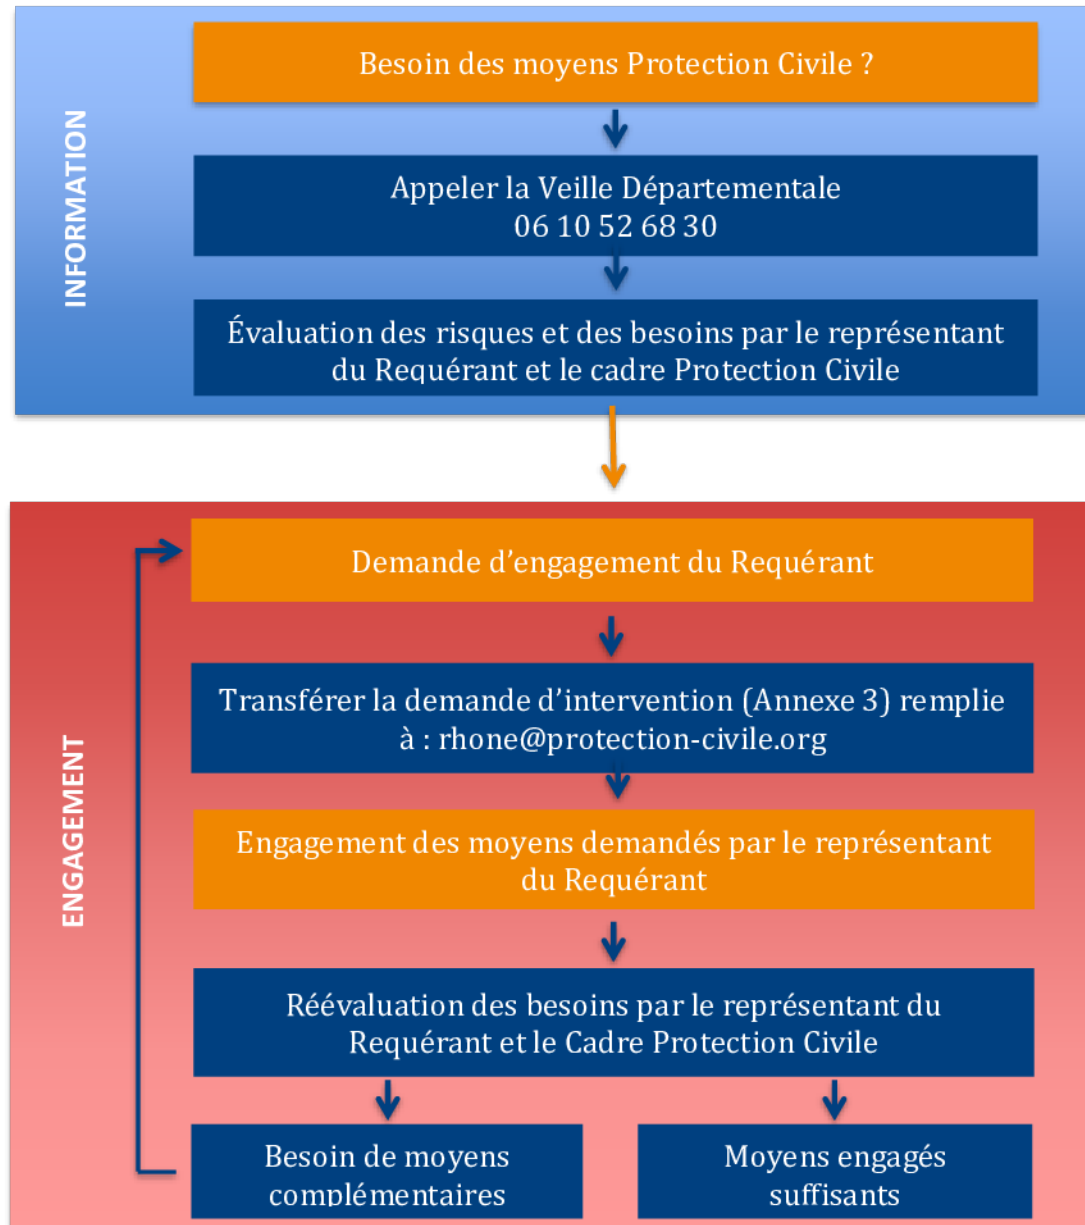 INFORMATION
Besoin des moyens Protection Civile ?
Appeler la Veille Départementale
06 10 52 68 30
Évaluation des risques et des besoins par le représentant
du Requérant et le cadre Protection Civile
ENGAGEMENT
Demande d’engagement du Requérant
Transférer la demande d’intervention (Annexe 3) remplie
à : rhone@protection-civile.org
Engagement des moyens demandés par le représentant
du Requérant
Réévaluation des besoins par le représentant du
Requérant et le Cadre Protection Civile
Besoin de moyens
complémentaires
Moyens engagés
suffisants